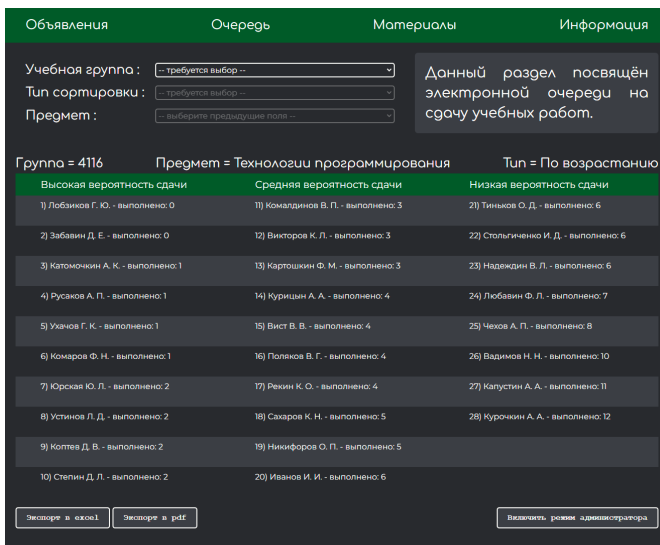 Объявления Очередь Материалы Информация
Учебная группа : -- требуется выбор --
Тип сортировки : -- требуется выбор --
Предмет : -- выберите предыдущие поля --
Данный раздел посвящён
электронной очереди на
сдачу учебных работ.
Группа = 4116 Предмет = Технологии программирования Тип = По возрастанию
Высокая вероятность сдачи Средняя вероятность сдачи Низкая вероятность сдачи
1) Лобзиков Г. Ю. - выполнено: 0 11) Комалдинов В. П. - выполнено: 3 21) Тиньков О. Д. - выполнено: 6
2) Забавин Д. Е. - выполнено: 0 12) Викторов К. Л. - выполнено: 3 22) Стольгиченко И. Д. - выполнено: 6
3) Катомочкин А. К. - выполнено: 1 13) Картошкин Ф. М. - выполнено: 3 23) Надеждин В. Л. - выполнено: 6
4) Русаков А. П. - выполнено: 1 14) Курицын А. А. - выполнено: 4 24) Любавин Ф. Л. - выполнено: 7
5) Ухачов Г. К. - выполнено: 1 15) Вист В. В. - выполнено: 4 25) Чехов А. П. - выполнено: 8
6) Комаров Ф. Н. - выполнено: 1 16) Поляков В. Г. - выполнено: 4 26) Вадимов Н. Н. - выполнено: 10
7) Юрская Ю. Л. - выполнено: 2 17) Рекин К. О. - выполнено: 4 27) Капустин А. А. - выполнено: 11
8) Устинов Л. Д. - выполнено: 2 18) Сахаров К. Н. - выполнено: 5 28) Курочкин А. А. - выполнено: 12
9) Коптев Д. В. - выполнено: 2 19) Никифоров О. П. - выполнено: 5
10) Степин Д. Л. - выполнено: 2 20) Иванов И. И. - выполнено: 6
Экспорт в excel Экспорт в pdf Включить режим администратора